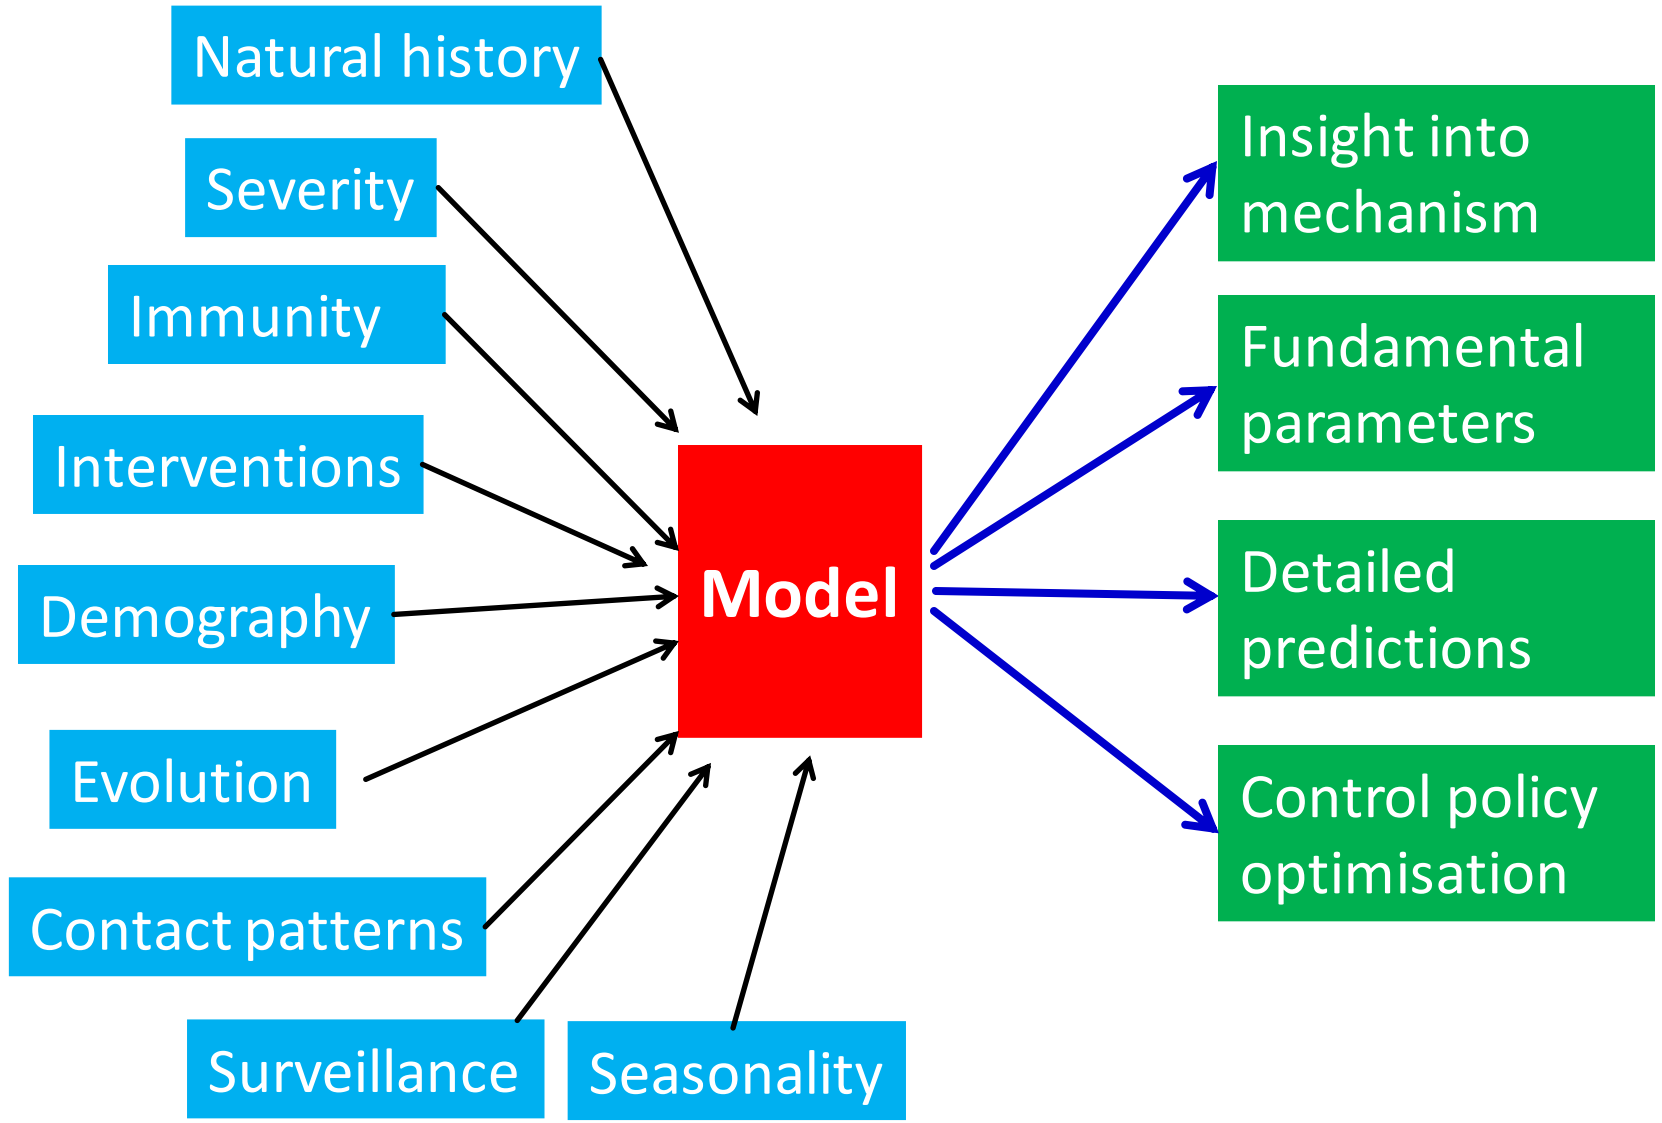 Natural history
Severity
Immunity
Interventions
Demography
Evolution
Contact patterns
Surveillance
Seasonality
Model
Insight into
mechanism
Fundamental
parameters
Detailed
predictions
Control policy
optimisation